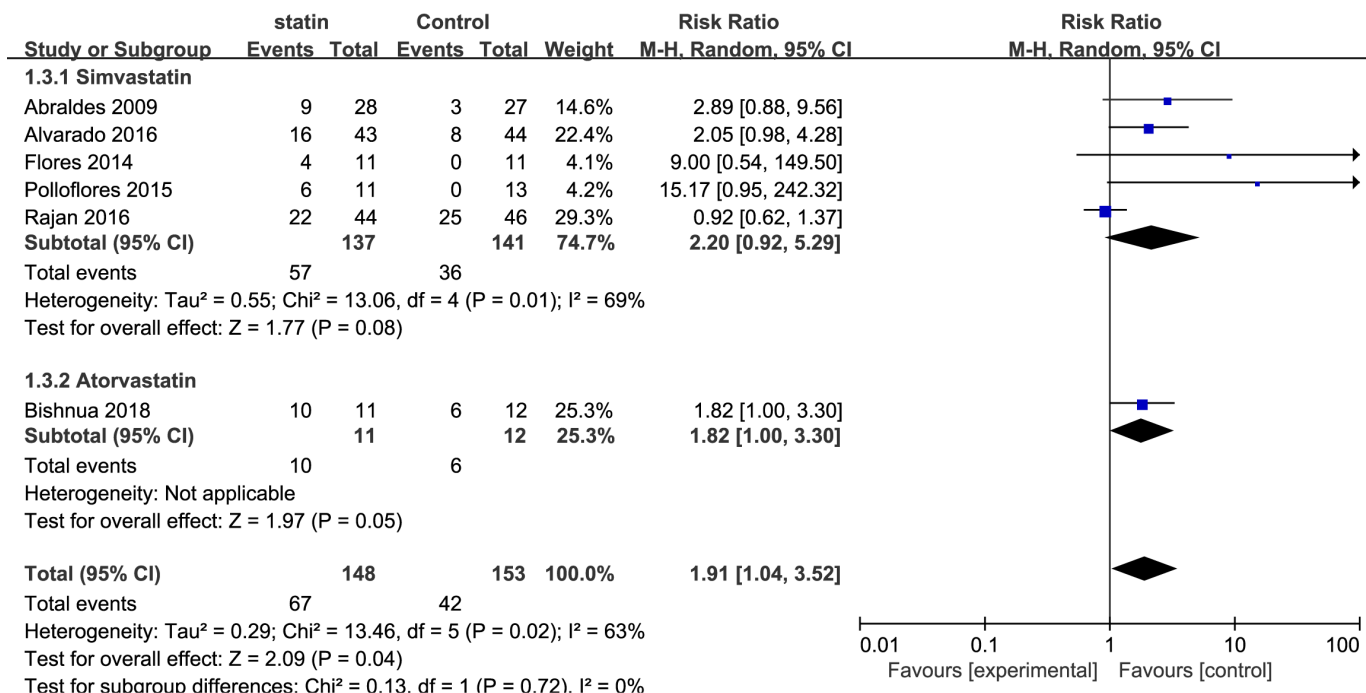 statin Control Risk Ratio Risk Ratio
Study or Subgroup Events Total Events Total Weight M-H, Random, 95% CI M-H, Random, 95% CI
1.3.1 Simvastatin
Abraldes 2009 9 28 3 27 14.6% 2.89 [0.88, 9.56]
Alvarado 2016 16 43 8 44 22.4% 2.05 [0.98, 4.28]
Flores 2014 4 11 0 11 4.1% 9.00 [0.54, 149.50]
Polloflores 2015 6 11 0 13 4.2% 15.17 [0.95, 242.32]
Rajan 2016 22 44 25 46 29.3% 0.92 [0.62, 1.37]
Subtotal (95% CI) 137 141 74.7% 2.20 [0.92, 5.29]
Total events 57 36
Heterogeneity: Tau² = 0.55; Chi² = 13.06, df = 4 (P = 0.01); I² = 69%
Test for overall effect: Z = 1.77 (P = 0.08)
1.3.2 Atorvastatin
Bishnua 2018 10 11 6 12 25.3% 1.82 [1.00, 3.30]
Subtotal (95% CI) 11 12 25.3% 1.82 [1.00, 3.30]
Total events 10 6
Heterogeneity: Not applicable
Test for overall effect: Z = 1.97 (P = 0.05)
Total (95% CI) 148 153 100.0% 1.91 [1.04, 3.52]
Total events 67 42
Heterogeneity: Tau² = 0.29; Chi² = 13.46, df = 5 (P = 0.02); I² = 63%
Test for overall effect: Z = 2.09 (P = 0.04)
Test for subgroup differences: Chi² = 0.13, df = 1 (P = 0.72), I² = 0%
0.01 0.1 1 10 100
Favours [experimental] Favours [control]